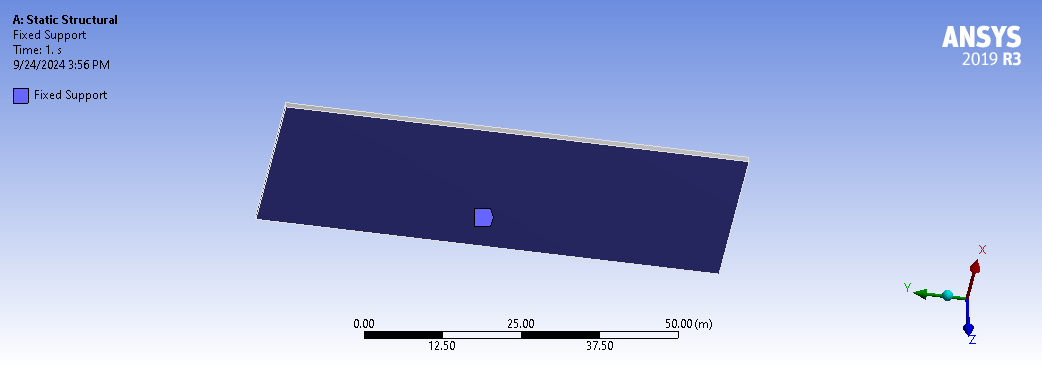 A: Static Structural
Fixed Support
Time: 1. s
9/24/2024 3:56 PM
Fixed Support
ANSYS
2019 R3
X
Y
Z
0.00 25.00 50.00 (m)
12.50 37.50